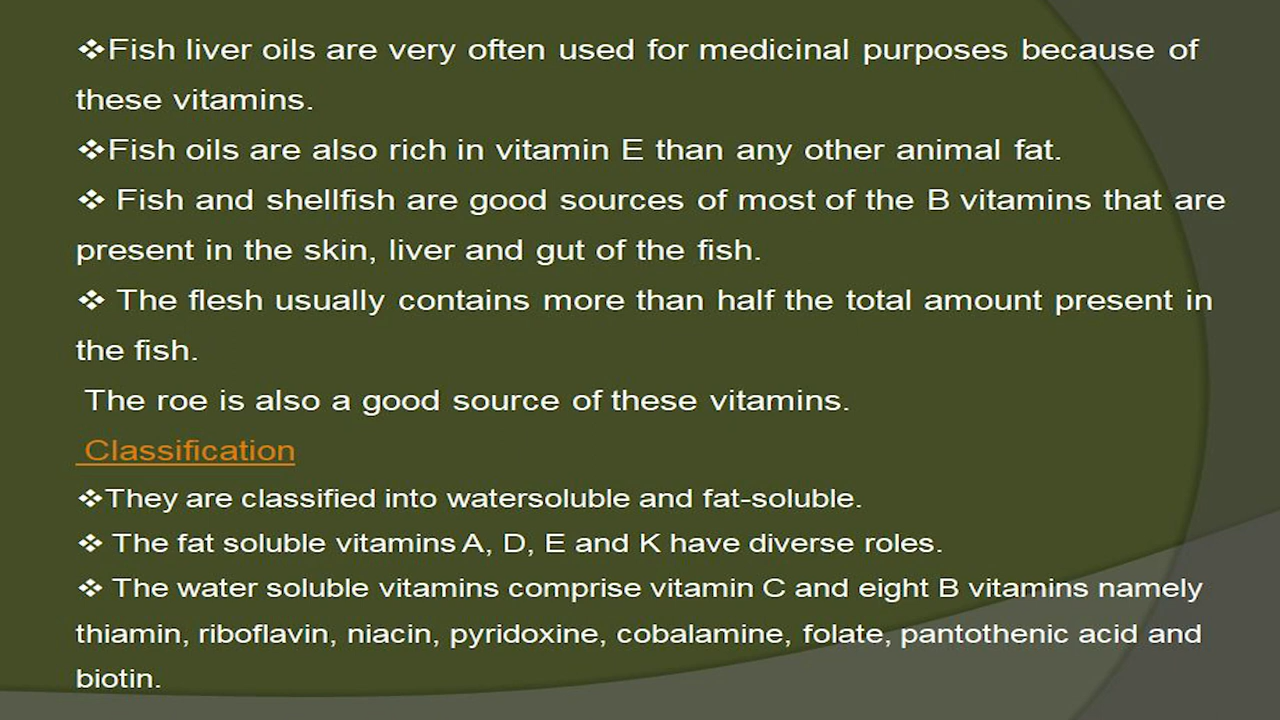 ❖Fish liver oils are very often used for medicinal purposes because of
these vitamins.
❖Fish oils are also rich in vitamin E than any other animal fat.
❖ Fish and shellfish are good sources of most of the B vitamins that are
present in the skin, liver and gut of the fish.
❖ The flesh usually contains more than half the total amount present in
the fish.
The roe is also a good source of these vitamins.
Classification
❖They are classified into watersoluble and fat-soluble.
❖ The fat soluble vitamins A, D, E and K have diverse roles.
❖ The water soluble vitamins comprise vitamin C and eight B vitamins namely
thiamin, riboflavin, niacin, pyridoxine, cobalamine, folate, pantothenic acid and
biotin.